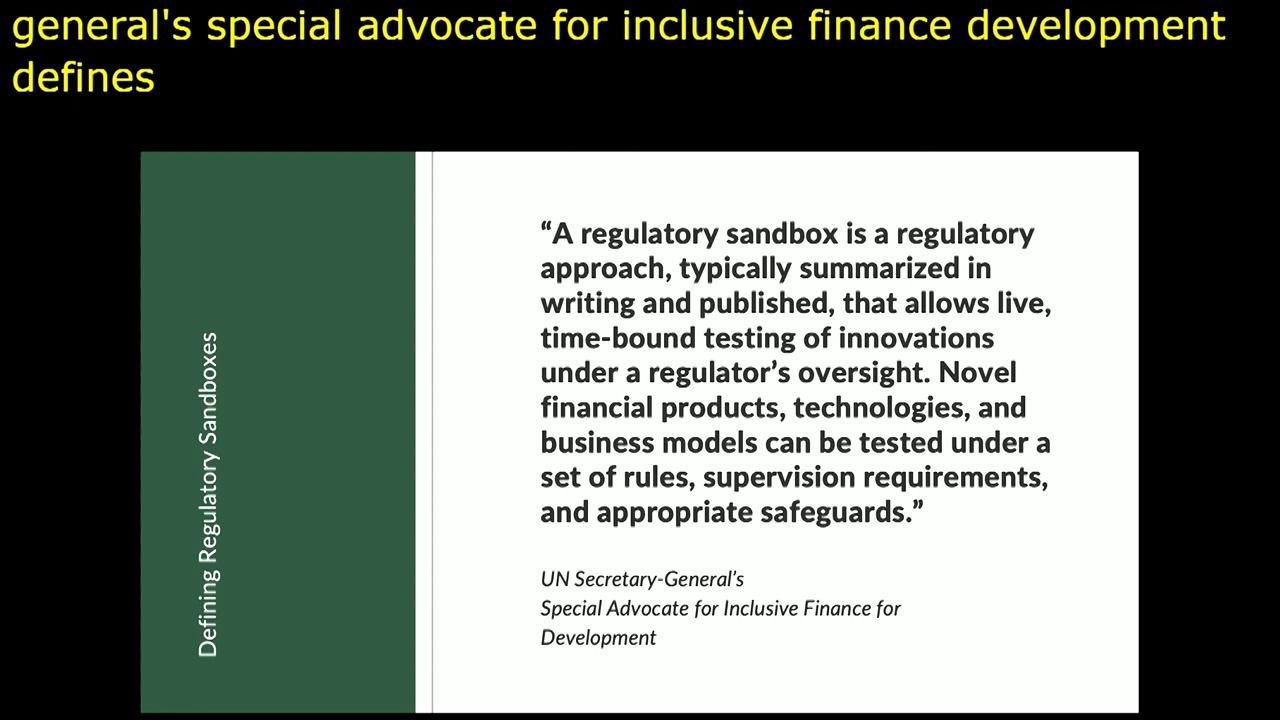 general's special advocate for inclusive finance development
defines
Defining Regulatory Sandboxes
“A regulatory sandbox is a regulatory
approach, typically summarized in
writing and published, that allows live,
time-bound testing of innovations
under a regulator’s oversight. Novel
financial products, technologies, and
business models can be tested under a
set of rules, supervision requirements,
and appropriate safeguards.”
UN Secretary-General’s
Special Advocate for Inclusive Finance for
Development